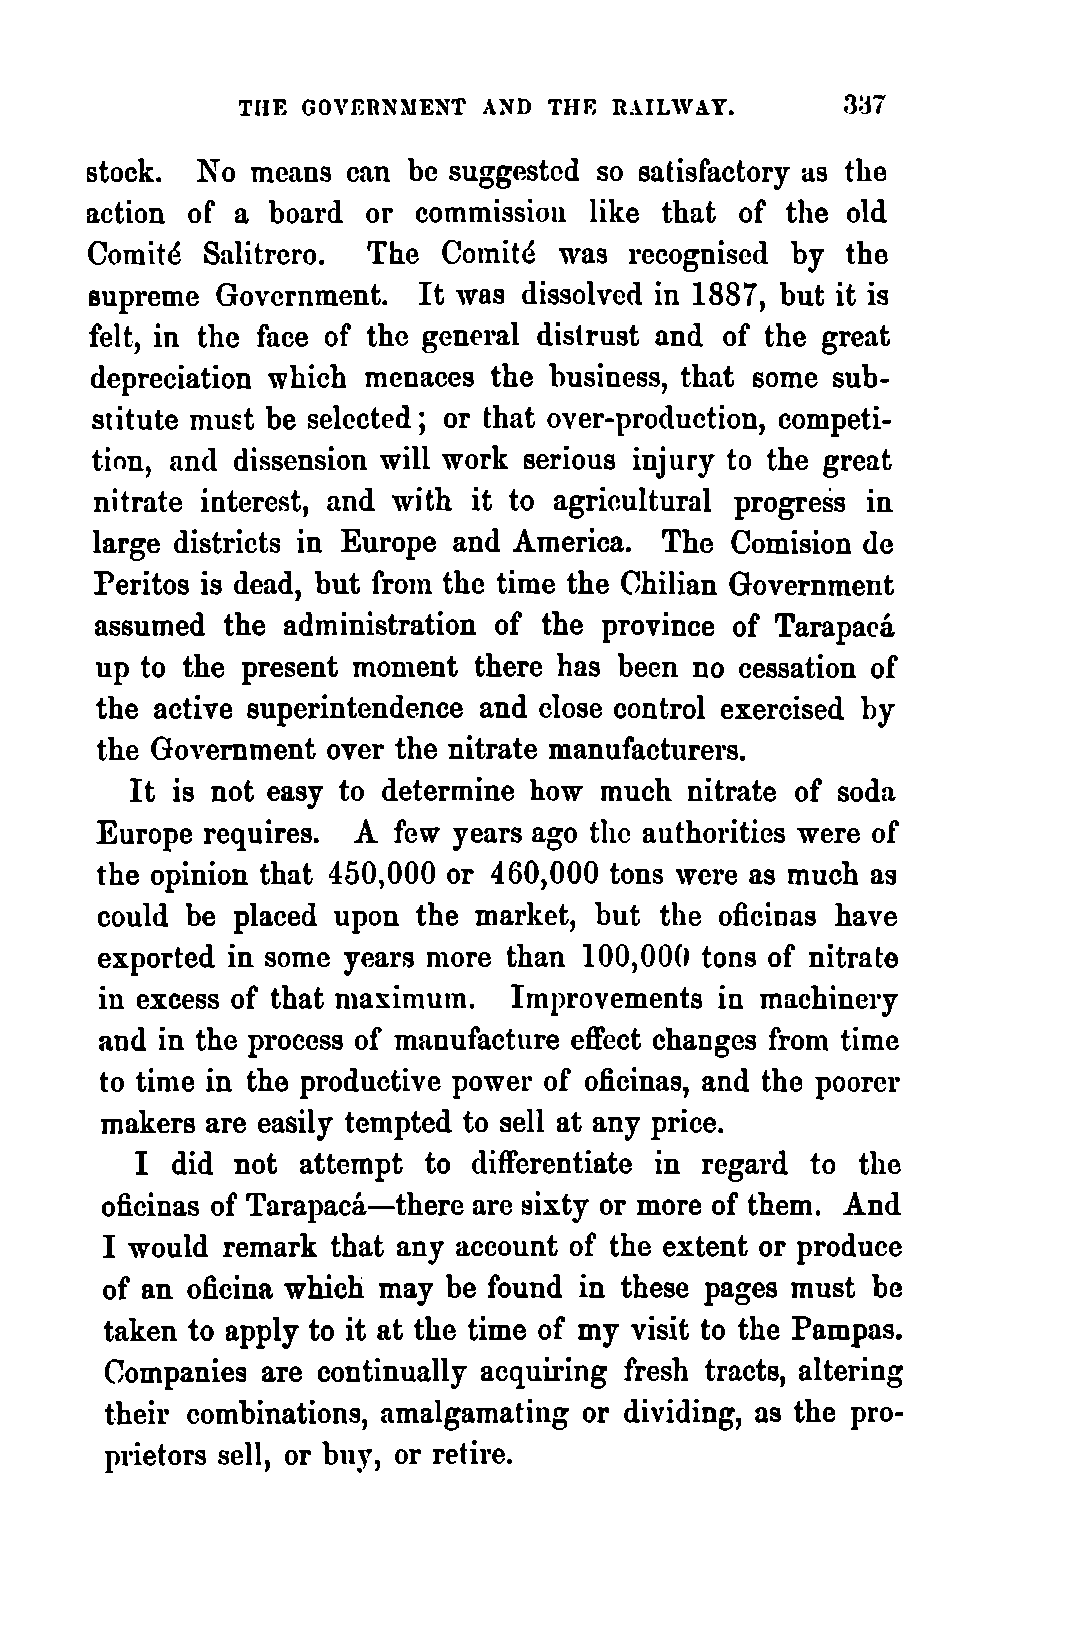 THE GOVERNMENT AND THE RAILWAY. 337
stock. No means can be suggested so satisfactory as the
action of a board or commission like that of the old
Comité Salitrero. The Comité was recognised by the
supreme Government. It was dissolved in 1887, but it is
felt, in the face of the general distrust and of the great
depreciation which menaces the business, that some sub-
stitute must be selected; or that over-production, competi-
tion, and dissension will work serious injury to the great
nitrate interest, and with it to agricultural progress in
large districts in Europe and America. The Comision de
Peritos is dead, but from the time the Chilian Government
assumed the administration of the province of Tarapacá
up to the present moment there has been no cessation of
the active superintendence and close control exercised by
the Government over the nitrate manufacturers.
It is not easy to determine how much nitrate of soda
Europe requires. A few years ago the authorities were of
the opinion that 450,000 or 460,000 tons were as much as
could be placed upon the market, but the oficinas have
exported in some years more than 100,000 tons of nitrate
in excess of that maximum. Improvements in machinery
and in the process of manufacture effect changes from time
to time in the productive power of oficinas, and the poorer
makers are easily tempted to sell at any price.
I did not attempt to differentiate in regard to the
oficinas of Tarapacá—there are sixty or more of them. And
I would remark that any account of the extent or produce
of an oficina which may be found in these pages must be
taken to apply to it at the time of my visit to the Pampas.
Companies are continually acquiring fresh tracts, altering
their combinations, amalgamating or dividing, as the pro-
prietors sell, or buy, or retire.